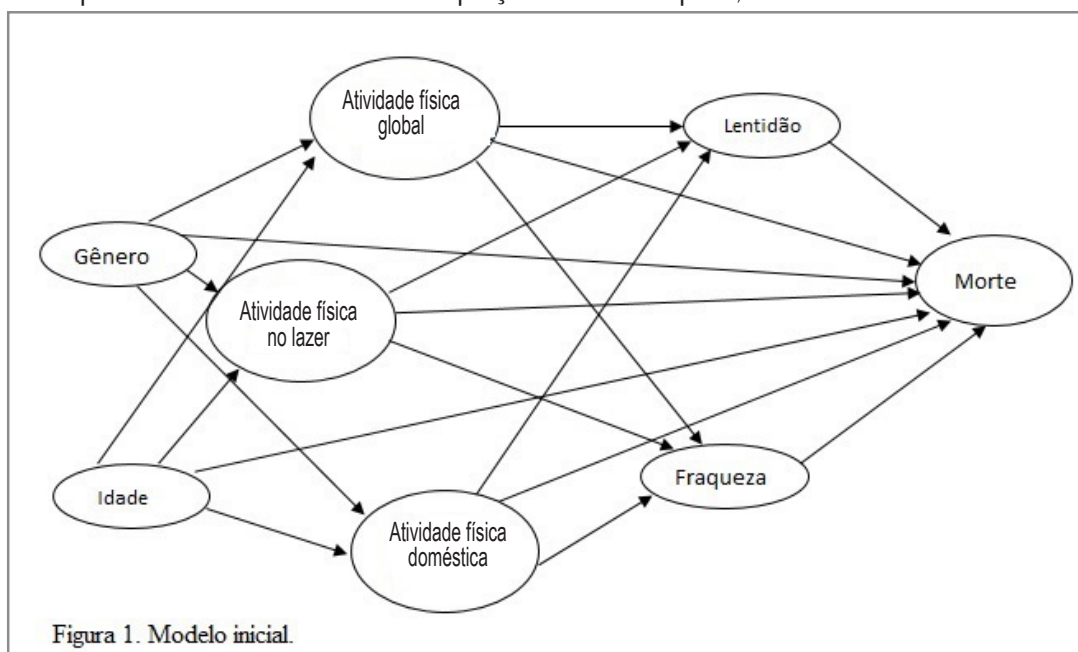 Atividade física
global
Lentidão
Gênero
Morte
Atividade física
no lazer
Fraqueza
Idade
Atividade física
doméstica
Figura 1. Modelo inicial.